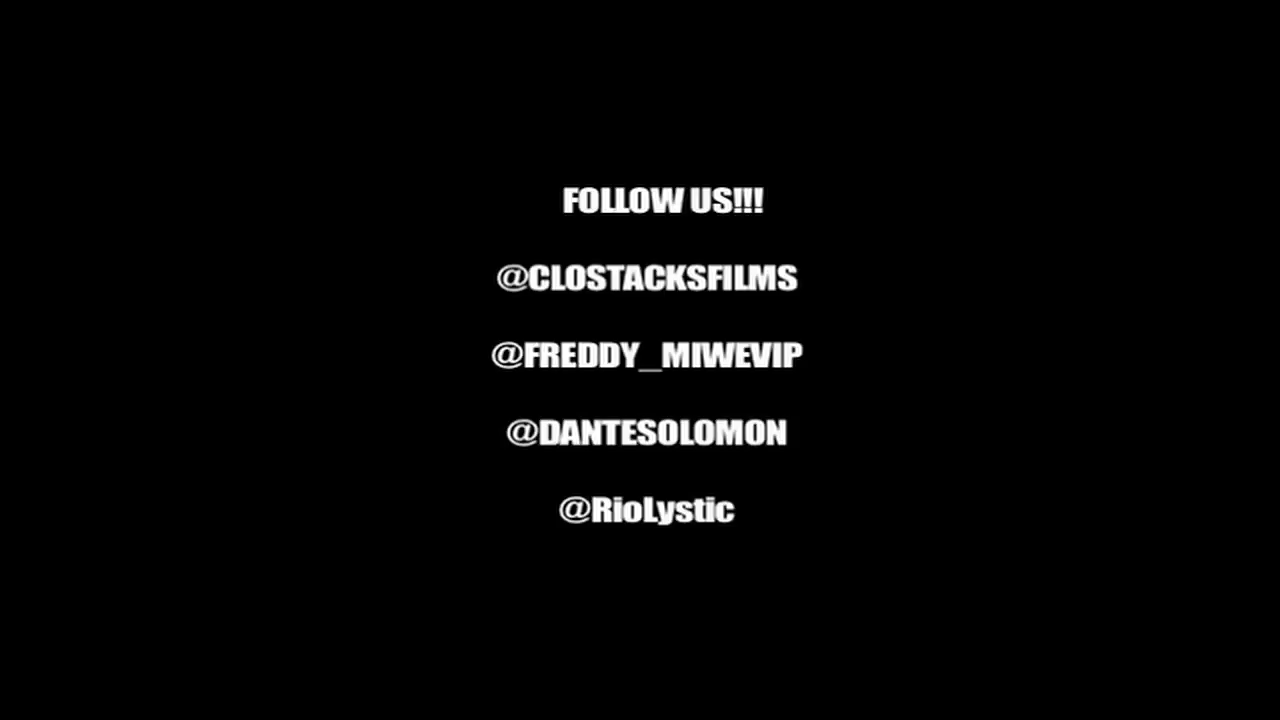 FOLLOW US!!!
@CLOSTACKSFILMS
@FREDDY_MIWEVIP
@DANTESOLOMON
@RioLystic